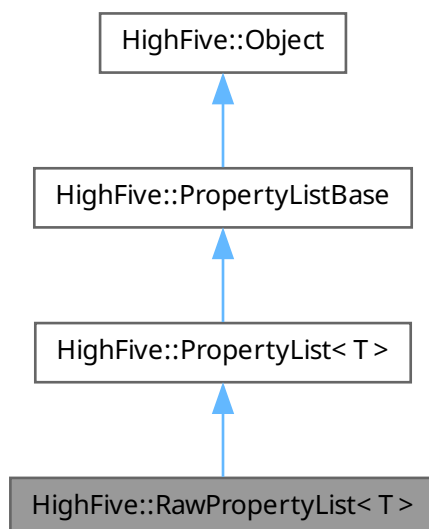 HighFive::Object
HighFive::PropertyListBase
HighFive::PropertyList< T >
HighFive::RawPropertyList< T >